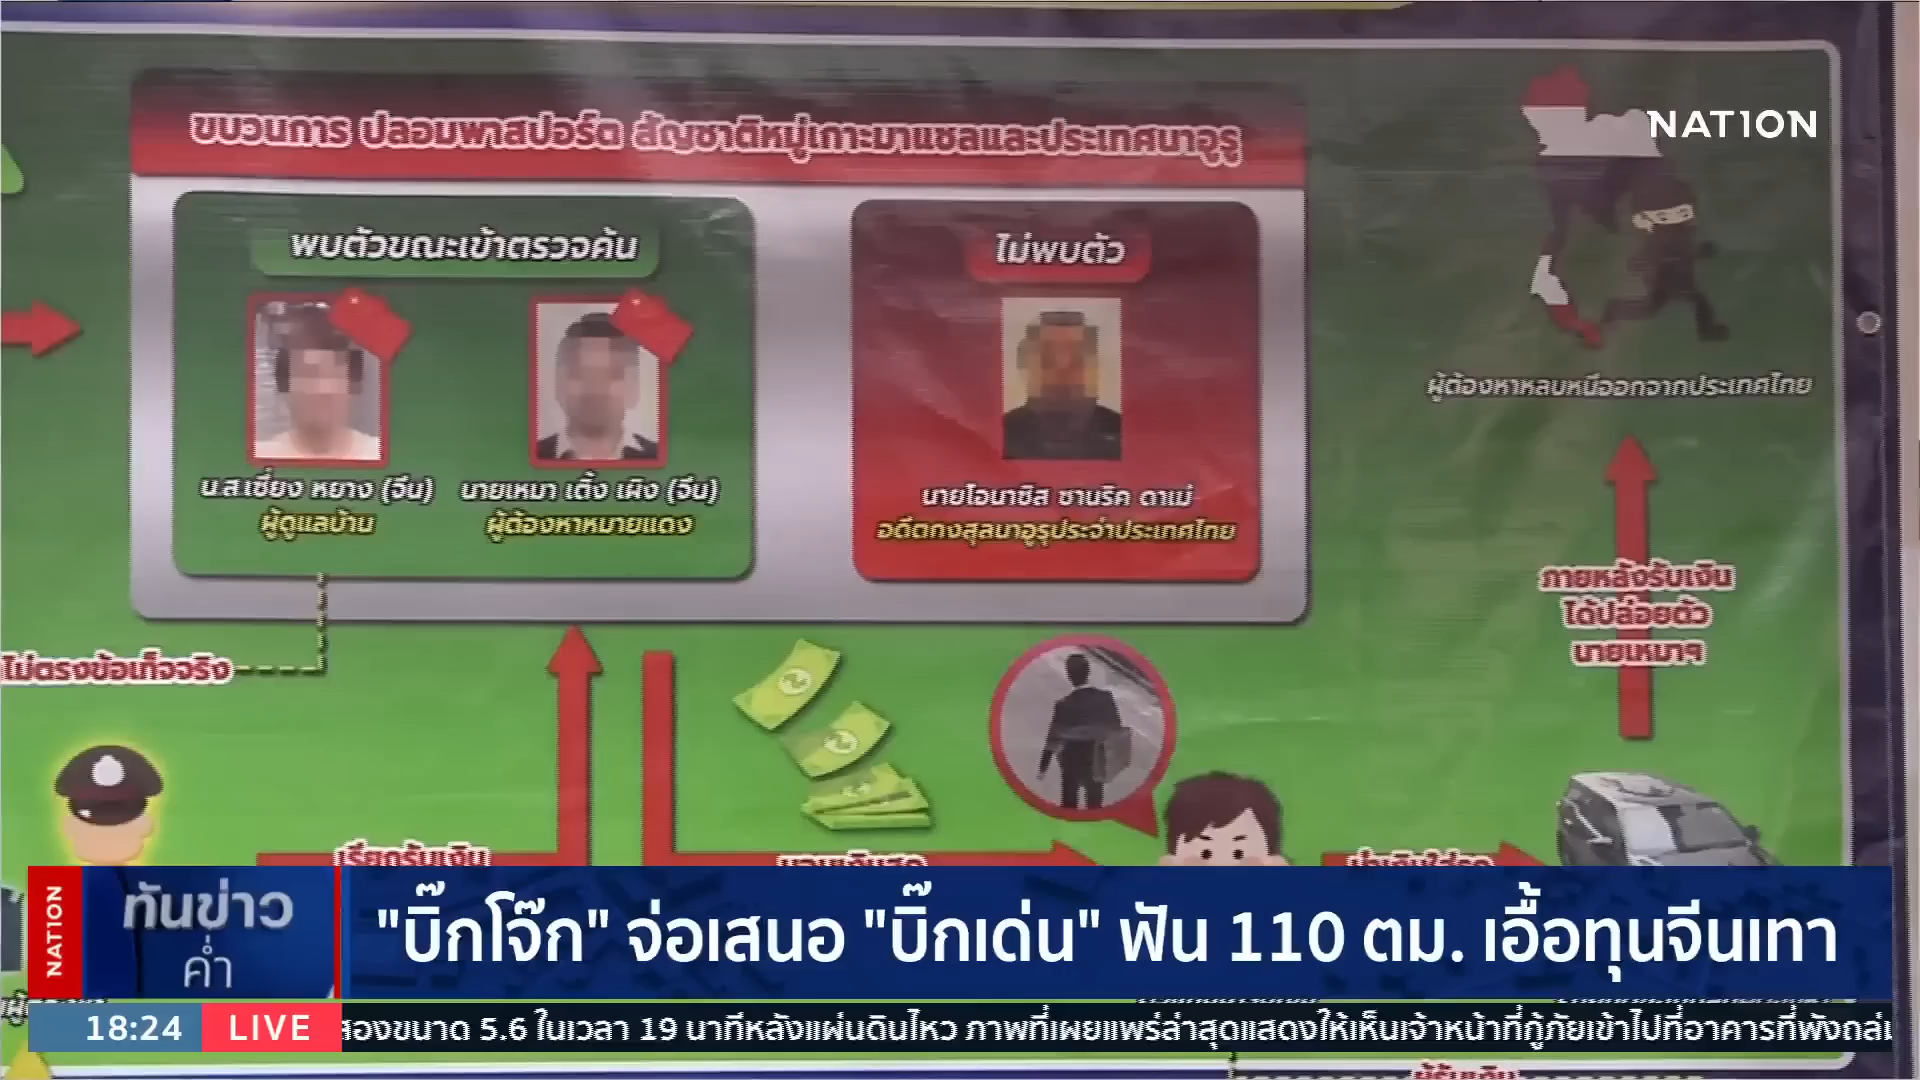 ขบวนการ ปลอมพาสปอร์ต สัญชาติหมู่เกาะมาแชลและประเทศนาอูรู
NATION
พบตัวขณะเข้าตรวจค้น
ไม่พบตัว
ผู้ต้องหาหลบหนีออกจากประเทศไทย
น.ส.เซี่ยง หยาง (จีน)
ผู้ดูแลบ้าน
นายเหมา เติ้ง เผิง (จีน)
ผู้ต้องหาหมายแดง
นายโอนาซิส ซานริค ดาเม่
อดีตกงสุลนาอูรุประจำประเทศไทย
ภายหลังรับเงิน
ได้ปล่อยตัว
นายเหมาฯ
ไม่ตรงข้อเท็จจริง
เรียกรับเงิน
NATION
ทันข่าว
ค่ำ
"บิ๊กโจ๊ก" จ่อเสนอ "บิ๊กเด่น" ฟัน 110 ตม. เอื้อทุนจีนเทา
18:24
LIVE
สองขนาด 5.6 ในเวลา 19 นาทีหลังแผ่นดินไหว ภาพที่เผยแพร่ล่าสุดแสดงให้เห็นเจ้าหน้าที่กู้ภัยเข้าไปที่อาคารที่พังถล่ม